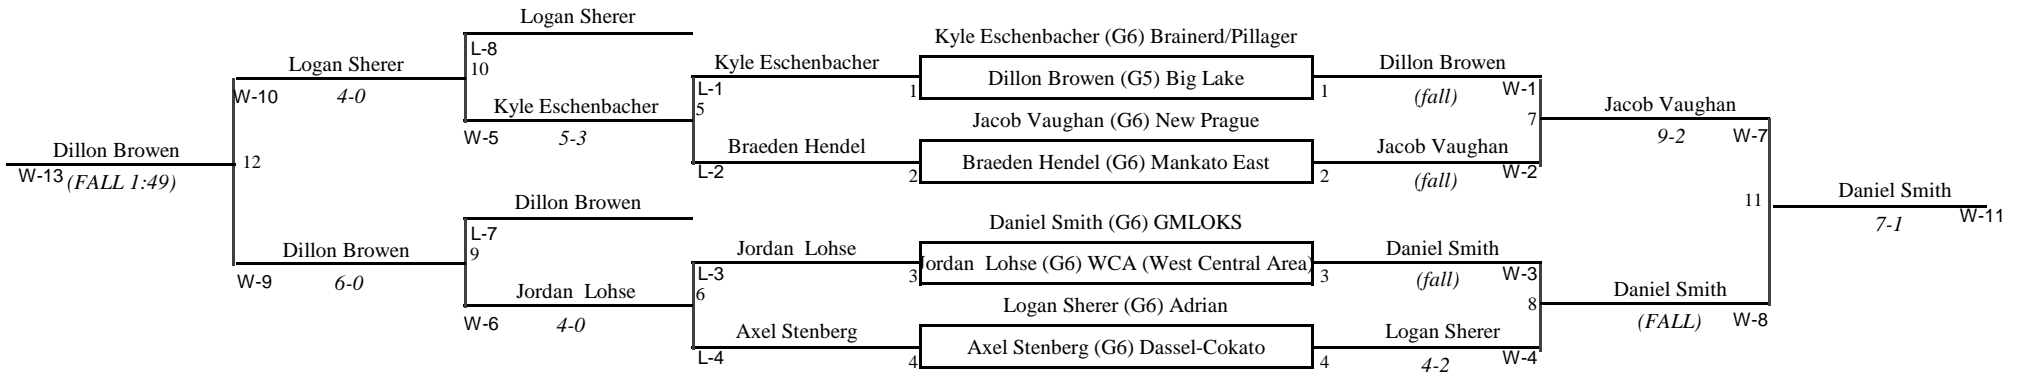 Logan Sherer
L-8
10
Logan Sherer
W-10 4-0
Kyle Eschenbacher
W-5 5-3
Dillon Browen
W-13 (FALL 1:49)
12
Dillon Browen
L-7
9
Dillon Browen
W-9 6-0
Jordan Lohse
W-6 4-0
Kyle Eschenbacher
L-1
5
Braeden Hendel
L-2
Jordan Lohse
L-3
6
Axel Stenberg
L-4
Kyle Eschenbacher (G6) Brainerd/Pillager
1 Dillon Browen (G5) Big Lake 1
Jacob Vaughan (G6) New Prague
2 Braeden Hendel (G6) Mankato East 2
Daniel Smith (G6) GMLOKS
3 Jordan Lohse (G6) WCA (West Central Area) 3
Logan Sherer (G6) Adrian
4 Axel Stenberg (G6) Dassel-Cokato 4
Dillon Browen
(fall) W-1
7
Jacob Vaughan
(fall) W-2
Daniel Smith
(fall) W-3
8
Logan Sherer
4-2 W-4
Jacob Vaughan
9-2 W-7
11
Daniel Smith
(FALL) W-8
Daniel Smith
7-1 W-11